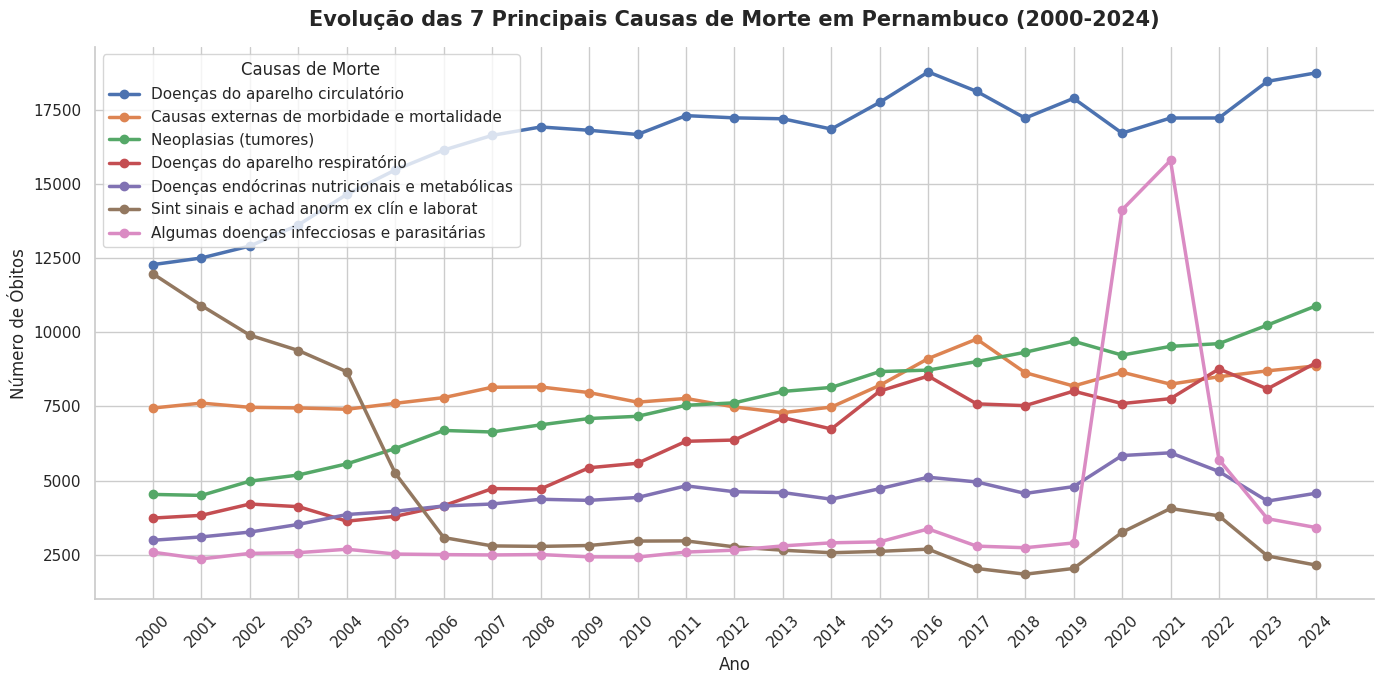 Evolução das 7 Principais Causas de Morte em Pernambuco (2000-2024)
Causas de Morte
Doenças do aparelho circulatório
Causas externas de morbidade e mortalidade
Neoplasias (tumores)
Doenças do aparelho respiratório
Doenças endócrinas nutricionais e metabólicas
Sint sinais e achad anorm ex clín e laborat
Algumas doenças infecciosas e parasitárias
Número de Óbitos
17500
15000
12500
10000
7500
5000
2500
2000 2001 2002 2003 2004 2005 2006 2007 2008 2009 2010 2011 2012 2013 2014 2015 2016 2017 2018 2019 2020 2021 2022 2023 2024
Ano